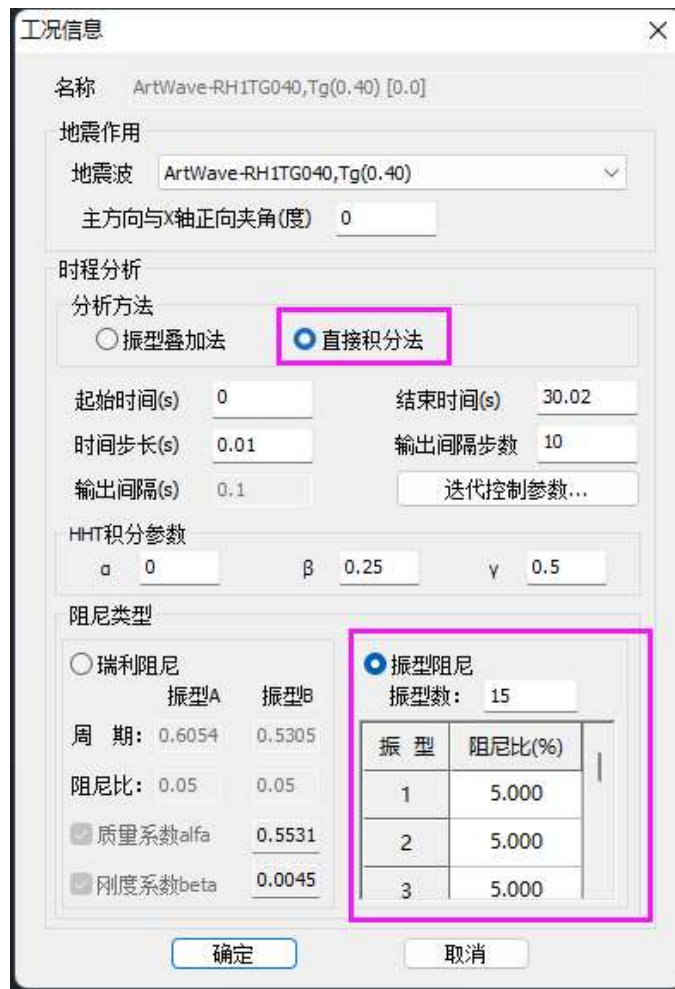 工况信息
名称 ArtWave-RH1TG040,Tg(0.40) [0.0]
地震作用
地震波 ArtWave-RH1TG040,Tg(0.40)
主方向与X轴正向夹角(度) 0
时程分析
分析方法
振型叠加法 直接积分法
起始时间(s) 0 结束时间(s) 30.02
时间步长(s) 0.01 输出间隔步数 10
输出间隔(s) 0.1 迭代控制参数...
HHT积分参数
α 0 β 0.25 γ 0.5
阻尼类型
瑞利阻尼
振型A 振型B
周 期: 0.6054 0.5305
阻尼比: 0.05 0.05
质量系数alfa 0.5531
刚度系数beta 0.0045
振型阻尼
振型数: 15
振 型 阻尼比(%)
1 5.000
2 5.000
3 5.000
确定 取消